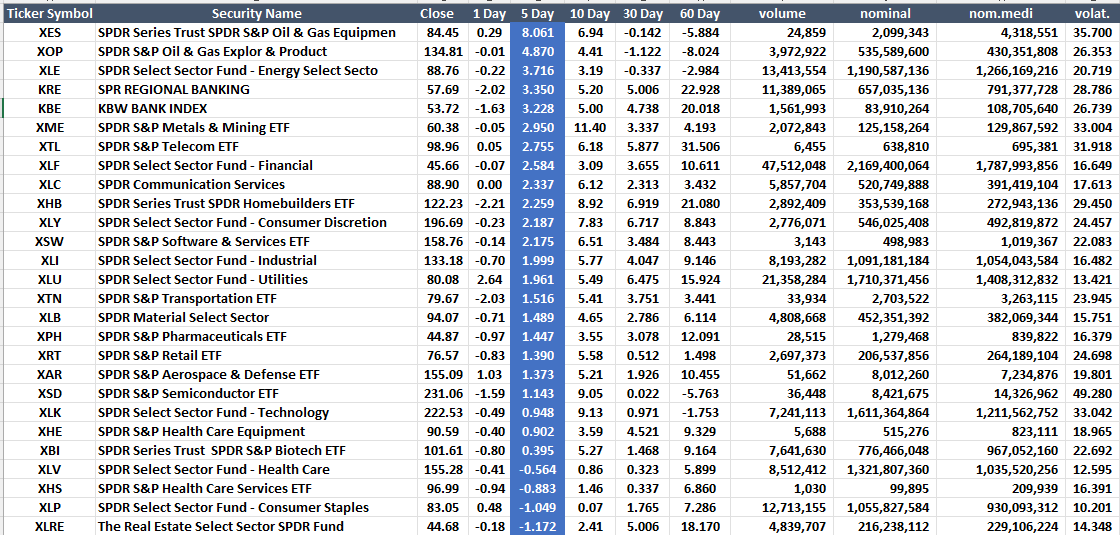 Ticker Symbol Security Name Close 1 Day 5 Day 10 Day 30 Day 60 Day volume nominal nom.medi volat.
XES SPDR Series Trust SPDR S&P Oil & Gas Equipmen 84.45 0.29 8.061 6.94 -0.142 -5.884 24,859 2,099,343 4,318,551 35.700
XOP SPDR S&P Oil & Gas Explor & Product 134.81 -0.01 4.870 4.41 -1.122 -8.024 3,972,922 535,589,600 430,351,808 26.353
XLE SPDR Select Sector Fund - Energy Select Secto 88.76 -0.22 3.716 3.19 -0.337 -2.984 13,413,554 1,190,587,136 1,266,169,216 20.719
KRE SPR REGIONAL BANKING 57.69 -2.02 3.350 5.20 5.006 22.928 11,389,065 657,035,136 791,377,728 28.786
KBE KBW BANK INDEX 53.72 -1.63 3.228 5.00 4.738 20.018 1,561,993 83,910,264 108,705,640 26.739
XME SPDR S&P Metals & Mining ETF 60.38 -0.05 2.950 11.40 3.337 4.193 2,072,843 125,158,264 129,867,592 33.004
XTL SPDR S&P Telecom ETF 98.96 0.05 2.755 6.18 5.877 31.506 6,455 638,810 695,381 31.918
XLF SPDR Select Sector Fund - Financial 45.66 -0.07 2.584 3.09 3.655 10.611 47,512,048 2,169,400,064 1,787,993,856 16.649
XLC SPDR Communication Services 88.90 0.00 2.337 6.12 2.313 3.432 5,857,704 520,749,888 391,419,104 17.613
XHB SPDR Series Trust SPDR Homebuilders ETF 122.23 -2.21 2.259 8.92 6.919 21.080 2,892,409 353,539,168 272,943,136 29.450
XLY SPDR Select Sector Fund - Consumer Discretion 196.69 -0.23 2.187 7.83 6.717 8.843 2,776,071 546,025,408 492,819,872 24.457
XSW SPDR S&P Software & Services ETF 158.76 -0.14 2.175 6.51 3.484 8.443 3,143 498,983 1,019,367 22.083
XLI SPDR Select Sector Fund - Industrial 133.18 -0.70 1.999 5.77 4.047 9.146 8,193,282 1,091,181,184 1,054,043,584 16.482
XLU SPDR Select Sector Fund - Utilities 80.08 2.64 1.961 5.49 6.475 15.924 21,358,284 1,710,371,456 1,408,312,832 13.421
XTN SPDR S&P Transportation ETF 79.67 -2.03 1.516 5.41 3.751 3.441 33,934 2,703,522 3,263,115 23.945
XLB SPDR Material Select Sector 94.07 -0.71 1.489 4.65 2.786 6.114 4,808,668 452,351,392 382,069,344 15.751
XPH SPDR S&P Pharmaceuticals ETF 44.87 -0.97 1.447 3.55 3.078 12.091 28,515 1,279,468 839,822 16.379
XRT SPDR S&P Retail ETF 76.57 -0.83 1.390 5.58 0.512 1.498 2,697,373 206,537,856 264,189,104 24.698
XAR SPDR S&P Aerospace & Defense ETF 155.09 1.03 1.373 5.21 1.926 10.455 51,662 8,012,260 7,234,876 19.801
XSD SPDR S&P Semiconductor ETF 231.06 -1.59 1.143 9.05 0.022 -5.763 36,448 8,421,675 14,326,962 49.280
XLK SPDR Select Sector Fund - Technology 222.53 -0.49 0.948 9.13 0.971 -1.753 7,241,113 1,611,364,864 1,211,562,752 33.042
XHE SPDR S&P Health Care Equipment 90.59 -0.40 0.902 3.59 4.521 9.329 5,688 515,276 823,111 18.965
XBI SPDR Series Trust SPDR S&P Biotech ETF 101.61 -0.80 0.395 5.27 1.468 9.164 7,641,630 776,466,048 967,052,160 22.692
XLV SPDR Select Sector Fund - Health Care 155.28 -0.41 -0.564 0.86 0.323 5.899 8,512,412 1,321,807,360 1,035,520,256 12.595
XHS SPDR S&P Health Care Services ETF 96.99 -0.94 -0.883 1.46 0.337 6.860 1,030 99,895 209,939 16.391
XLP SPDR Select Sector Fund - Consumer Staples 83.05 0.48 -1.049 0.07 1.765 7.286 12,713,155 1,055,827,584 930,093,312 10.201
XLRE The Real Estate Select Sector SPDR Fund 44.68 -0.18 -1.172 2.41 5.006 18.170 4,839,707 216,238,112 229,106,224 14.348